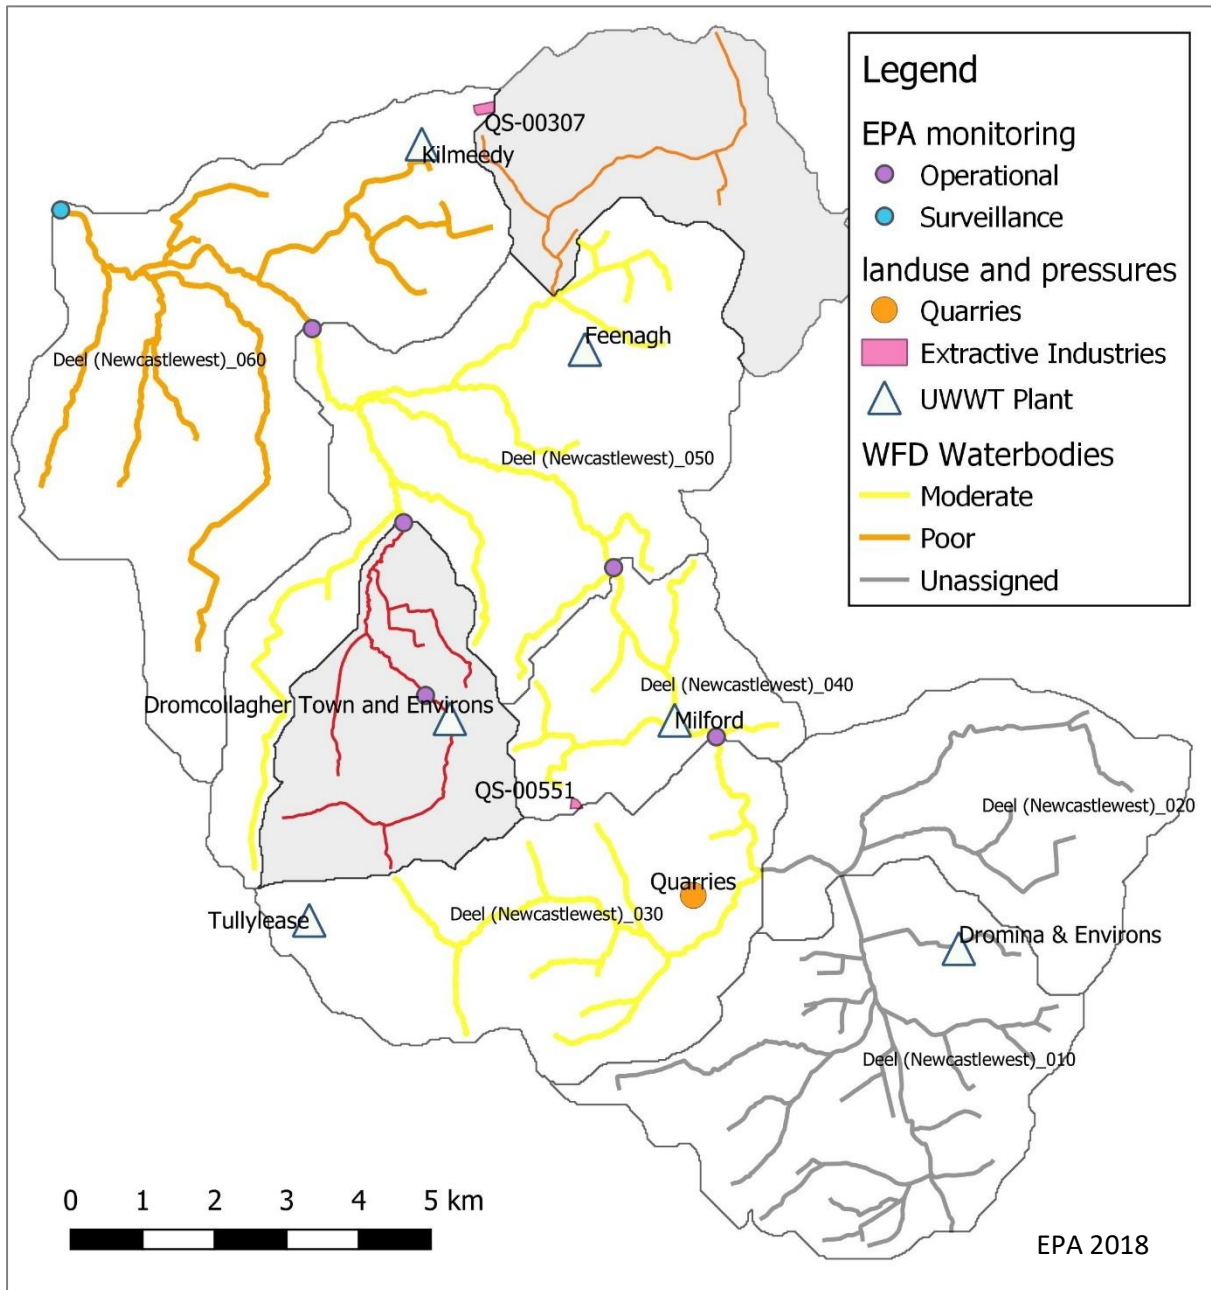 Legend
EPA monitoring
Operational
Surveillance
landuse and pressures
Quarries
Extractive Industries
UWWT Plant
WFD Waterbodies
Moderate
Poor
Unassigned
QS-00307
Kilmeedy
Feenagh
Deel (Newcastlewest)_060
Deel (Newcastlewest)_050
Deel (Newcastlewest)_040
Dromcollagher Town and Environs
Milford
QS-00551
Deel (Newcastlewest)_020
Quarries
Deel (Newcastlewest)_030
Tullylease
Dromina & Environs
Deel (Newcastlewest)_010
0 1 2 3 4 5 km
EPA 2018